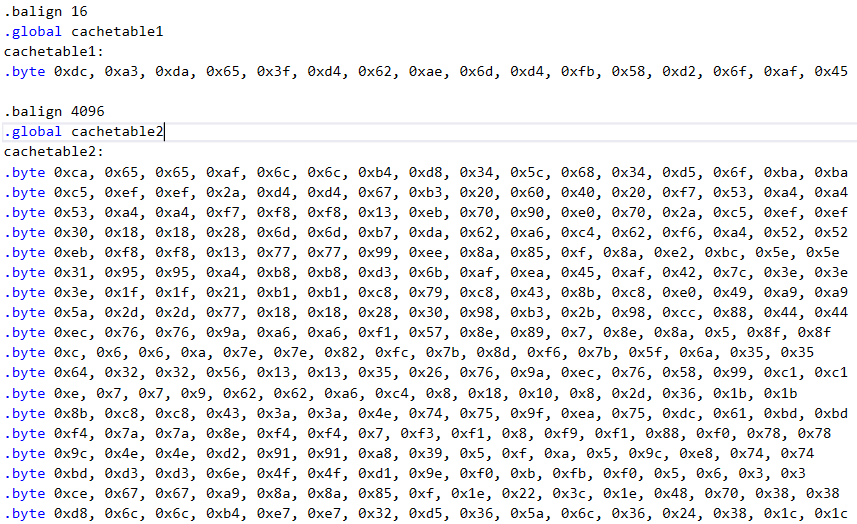 .balign 16
.global cachetable1
cachetable1:
.byte 0xdc, 0xa3, 0xda, 0x65, 0x3f, 0xd4, 0x62, 0xae, 0x6d, 0xd4, 0xfb, 0x58, 0xd2, 0x6f, 0xaf, 0x45
.balign 4096
.global cachetable2
cachetable2:
.byte 0xca, 0x65, 0x65, 0xaf, 0x6c, 0x6c, 0xb4, 0xd8, 0x34, 0x5c, 0x68, 0x34, 0xd5, 0x6f, 0xba, 0xba
.byte 0xc5, 0xef, 0xef, 0x2a, 0xd4, 0xd4, 0x67, 0xb3, 0x20, 0x60, 0x40, 0x20, 0xf7, 0x53, 0xa4, 0xa4
.byte 0x53, 0xa4, 0xa4, 0xf7, 0xf8, 0xf8, 0x13, 0xeb, 0x70, 0x90, 0xe0, 0x70, 0x2a, 0xc5, 0xef, 0xef
.byte 0x30, 0x18, 0x18, 0x28, 0x6d, 0x6d, 0xb7, 0xda, 0x62, 0xa6, 0xc4, 0x62, 0xf6, 0xa4, 0x52, 0x52
.byte 0xeb, 0xf8, 0xf8, 0x13, 0x77, 0x77, 0x99, 0xee, 0x8a, 0x85, 0xf, 0x8a, 0xe2, 0xbc, 0x5e, 0x5e
.byte 0x31, 0x95, 0x95, 0xa4, 0xb8, 0xb8, 0xd3, 0x6b, 0xaf, 0xea, 0x45, 0xaf, 0x42, 0x7c, 0x3e, 0x3e
.byte 0x3e, 0x1f, 0x1f, 0x21, 0xb1, 0xb1, 0xc8, 0x79, 0xc8, 0x43, 0x8b, 0xc8, 0xe0, 0x49, 0xa9, 0xa9
.byte 0x5a, 0x2d, 0x2d, 0x77, 0x18, 0x18, 0x28, 0x30, 0x98, 0xb3, 0x2b, 0x98, 0xcc, 0x88, 0x44, 0x44
.byte 0xec, 0x76, 0x76, 0x9a, 0xa6, 0xa6, 0xf1, 0x57, 0x8e, 0x89, 0x7, 0x8e, 0x8a, 0x5, 0x8f, 0x8f
.byte 0xc, 0x6, 0x6, 0xa, 0x7e, 0x7e, 0x82, 0xfc, 0x7b, 0x8d, 0xf6, 0x7b, 0x5f, 0x6a, 0x35, 0x35
.byte 0x64, 0x32, 0x32, 0x56, 0x13, 0x13, 0x35, 0x26, 0x76, 0x9a, 0xec, 0x76, 0x58, 0x99, 0xc1, 0xc1
.byte 0xe, 0x7, 0x7, 0x9, 0x62, 0x62, 0xa6, 0xc4, 0x8, 0x18, 0x10, 0x8, 0x2d, 0x36, 0x1b, 0x1b
.byte 0x8b, 0xc8, 0xc8, 0x43, 0x3a, 0x3a, 0x4e, 0x74, 0x75, 0x9f, 0xea, 0x75, 0xdc, 0x61, 0xbd, 0xbd
.byte 0xf4, 0x7a, 0x7a, 0x8e, 0xf4, 0xf4, 0x7, 0xf3, 0xf1, 0x8, 0xf9, 0xf1, 0x88, 0xf0, 0x78, 0x78
.byte 0x9c, 0x4e, 0x4e, 0xd2, 0x91, 0x91, 0xa8, 0x39, 0x5, 0xf, 0xa, 0x5, 0x9c, 0xe8, 0x74, 0x74
.byte 0xbd, 0xd3, 0xd3, 0x6e, 0x4f, 0x4f, 0xd1, 0x9e, 0xf0, 0xb, 0xfb, 0xf0, 0x5, 0x6, 0x3, 0x3
.byte 0xce, 0x67, 0x67, 0xa9, 0x8a, 0x8a, 0x85, 0xf, 0x1e, 0x22, 0x3c, 0x1e, 0x48, 0x70, 0x38, 0x38
.byte 0xd8, 0x6c, 0x6c, 0xb4, 0xe7, 0xe7, 0x32, 0xd5, 0x36, 0x5a, 0x6c, 0x36, 0x24, 0x38, 0x1c, 0x1c